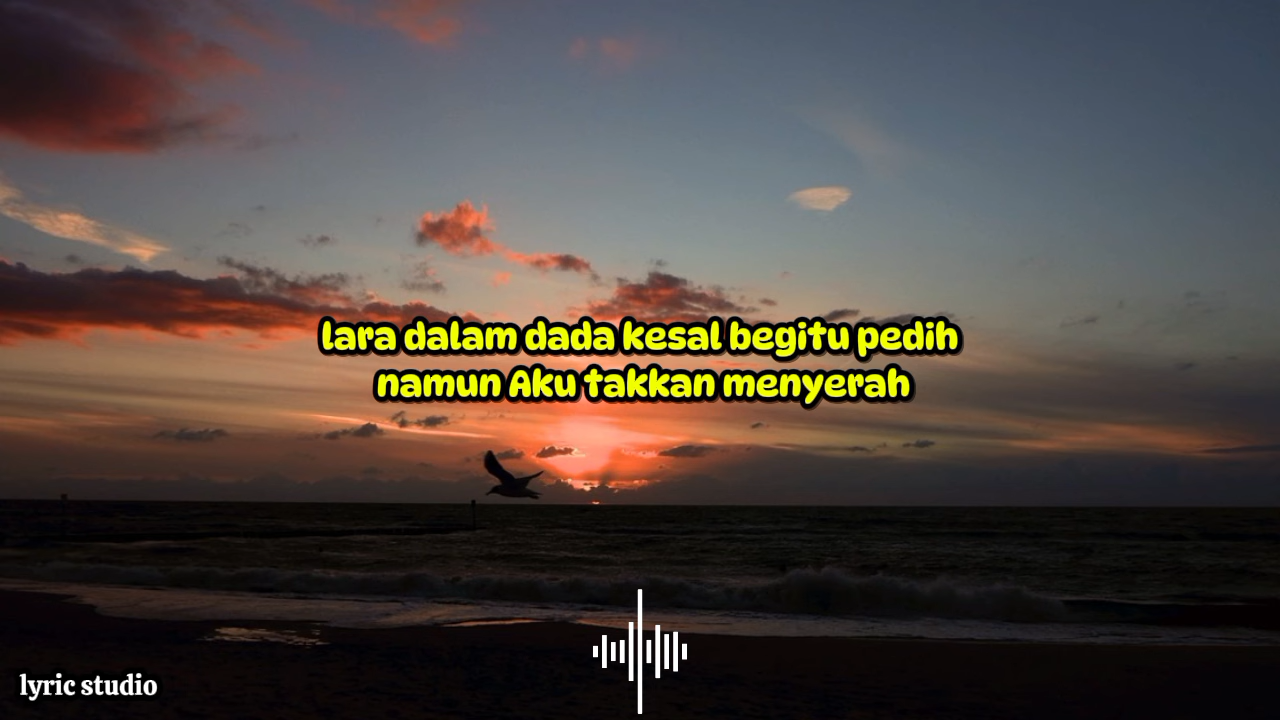 lara dalam dada kesal begitu pedih
namun Aku takkan menyerah
lyric studio